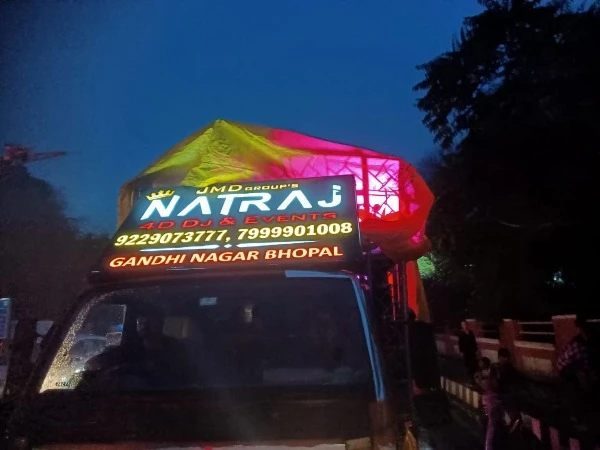 JMD GROUP'S
NATRAJ
4D DJ & EVENTS
9229073777, 7999901008
GANDHI NAGAR BHOPAL